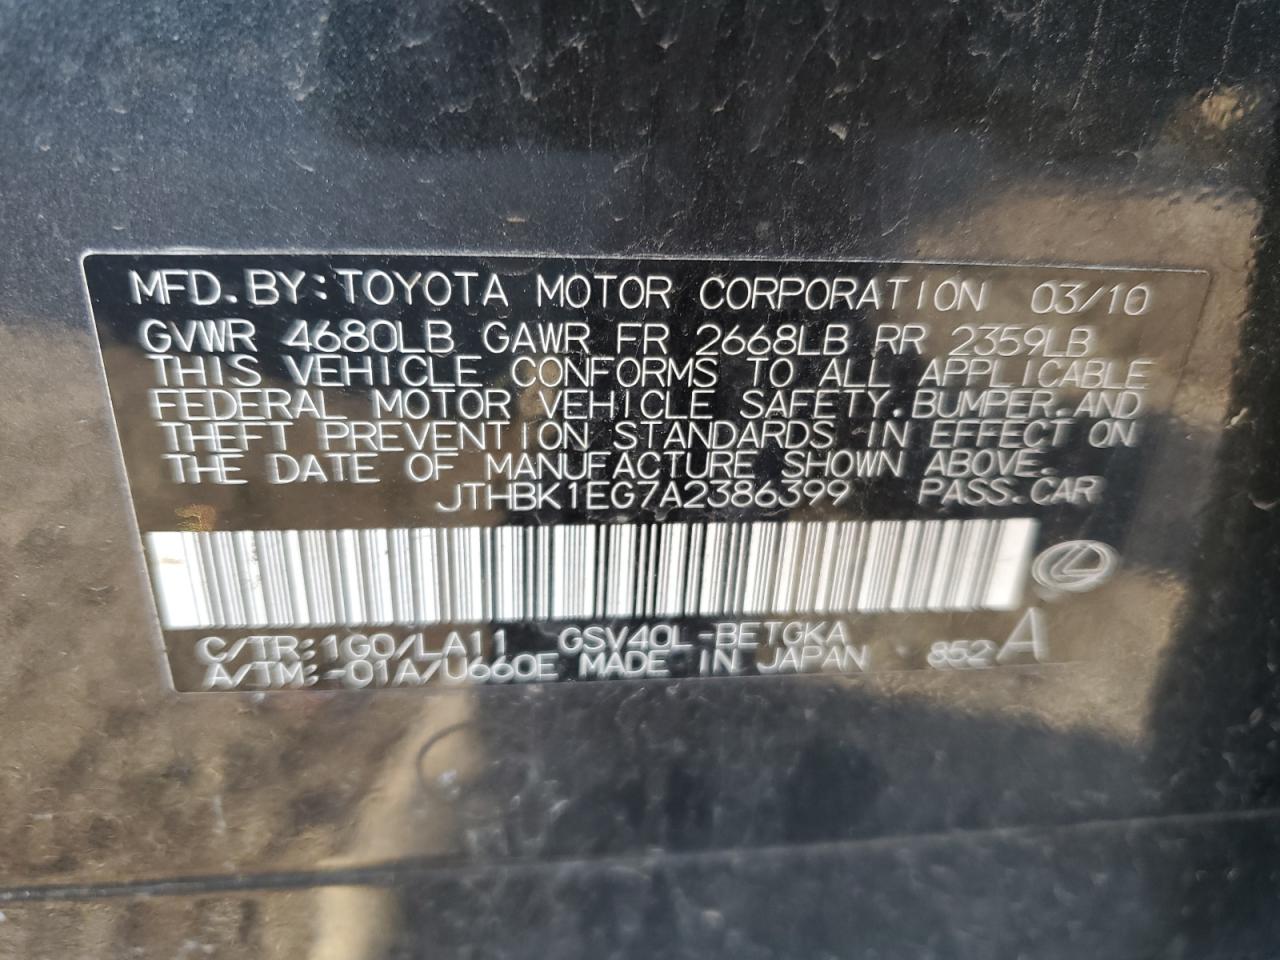 MFD.BY:TOYOTA MOTOR CORPORATION 03/10
GVWR 4680LB GAWR FR 2668LB RR 2359LB
THIS VEHICLE CONFORMS TO ALL APPLICABLE
FEDERAL MOTOR VEHICLE SAFETY.BUMPER.AND
THEFT PREVENTION STANDARDS IN EFFECT ON
THE DATE OF MANUFACTURE SHOWN ABOVE.
JTHBK1EG7A2386399 PASS.CAR
C/TR:1G0/LA11 GSV40L-BETGKA
A/TM:-01A/U660E MADE IN JAPAN 852 A